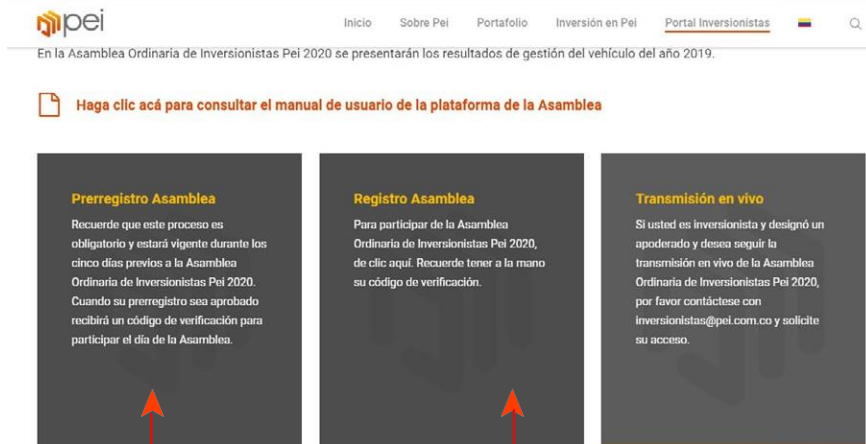 pei
Inicio Sobre Pei Portafolio Inversión en Pei Portal Inversionistas
En la Asamblea Ordinaria de Inversionistas Pei 2020 se presentarán los resultados de gestión del vehículo del año 2019.
Haga clic acá para consultar el manual de usuario de la plataforma de la Asamblea
Prerregistro Asamblea
Recuerde que este proceso es
obligatorio y estará vigente durante los
cinco días previos a la Asamblea
Ordinaria de Inversionistas Pei 2020.
Cuando su prerregistro sea aprobado
recibirá un código de verificación para
participar el día de la Asamblea.
Registro Asamblea
Para participar de la Asamblea
Ordinaria de Inversionistas Pei 2020,
de clic aquí. Recuerde tener a la mano
su código de verificación.
Transmisión en vivo
Si usted es inversionista y designó un
apoderado y desea seguir la
transmisión en vivo de la Asamblea
Ordinaria de Inversionistas Pei 2020,
por favor contáctese con
inversionistas@pei.com.co y solicite
su acceso.